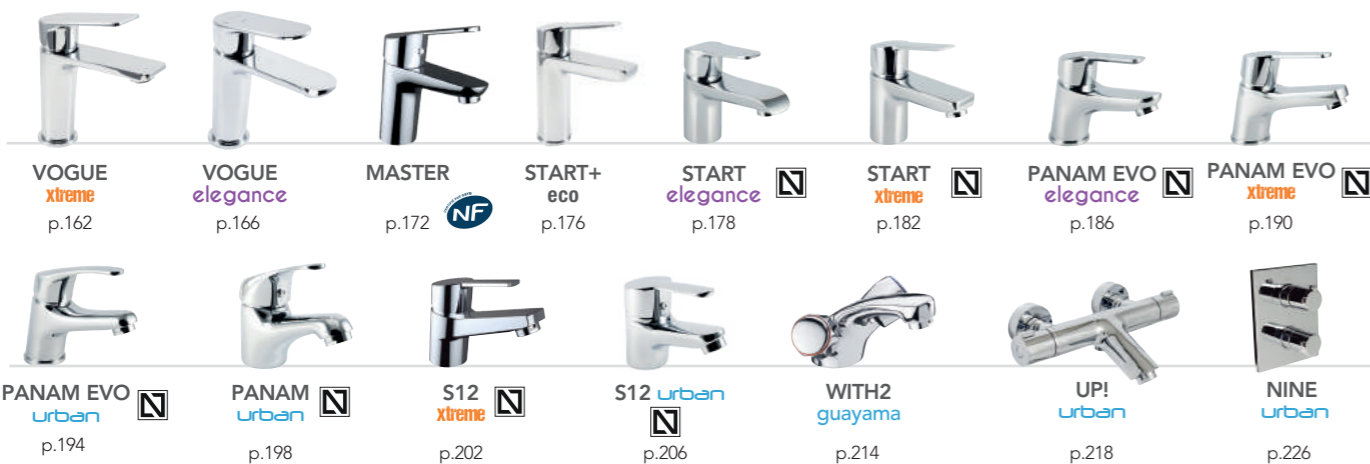 VOGUE
xtreme
p.162
VOGUE
elegance
p.166
MASTER
NF
p.172
START+
eco
p.176
START
elegance
N
p.178
START
xtreme
N
p.182
PANAM EVO
elegance
N
p.186
PANAM EVO
xtreme
N
p.190
PANAM EVO
urban
N
p.194
PANAM
urban
N
p.198
S12
xtreme
N
p.202
S12 urban
N
p.206
WITH2
guayama
p.214
UP!
urban
p.218
NINE
urban
p.226